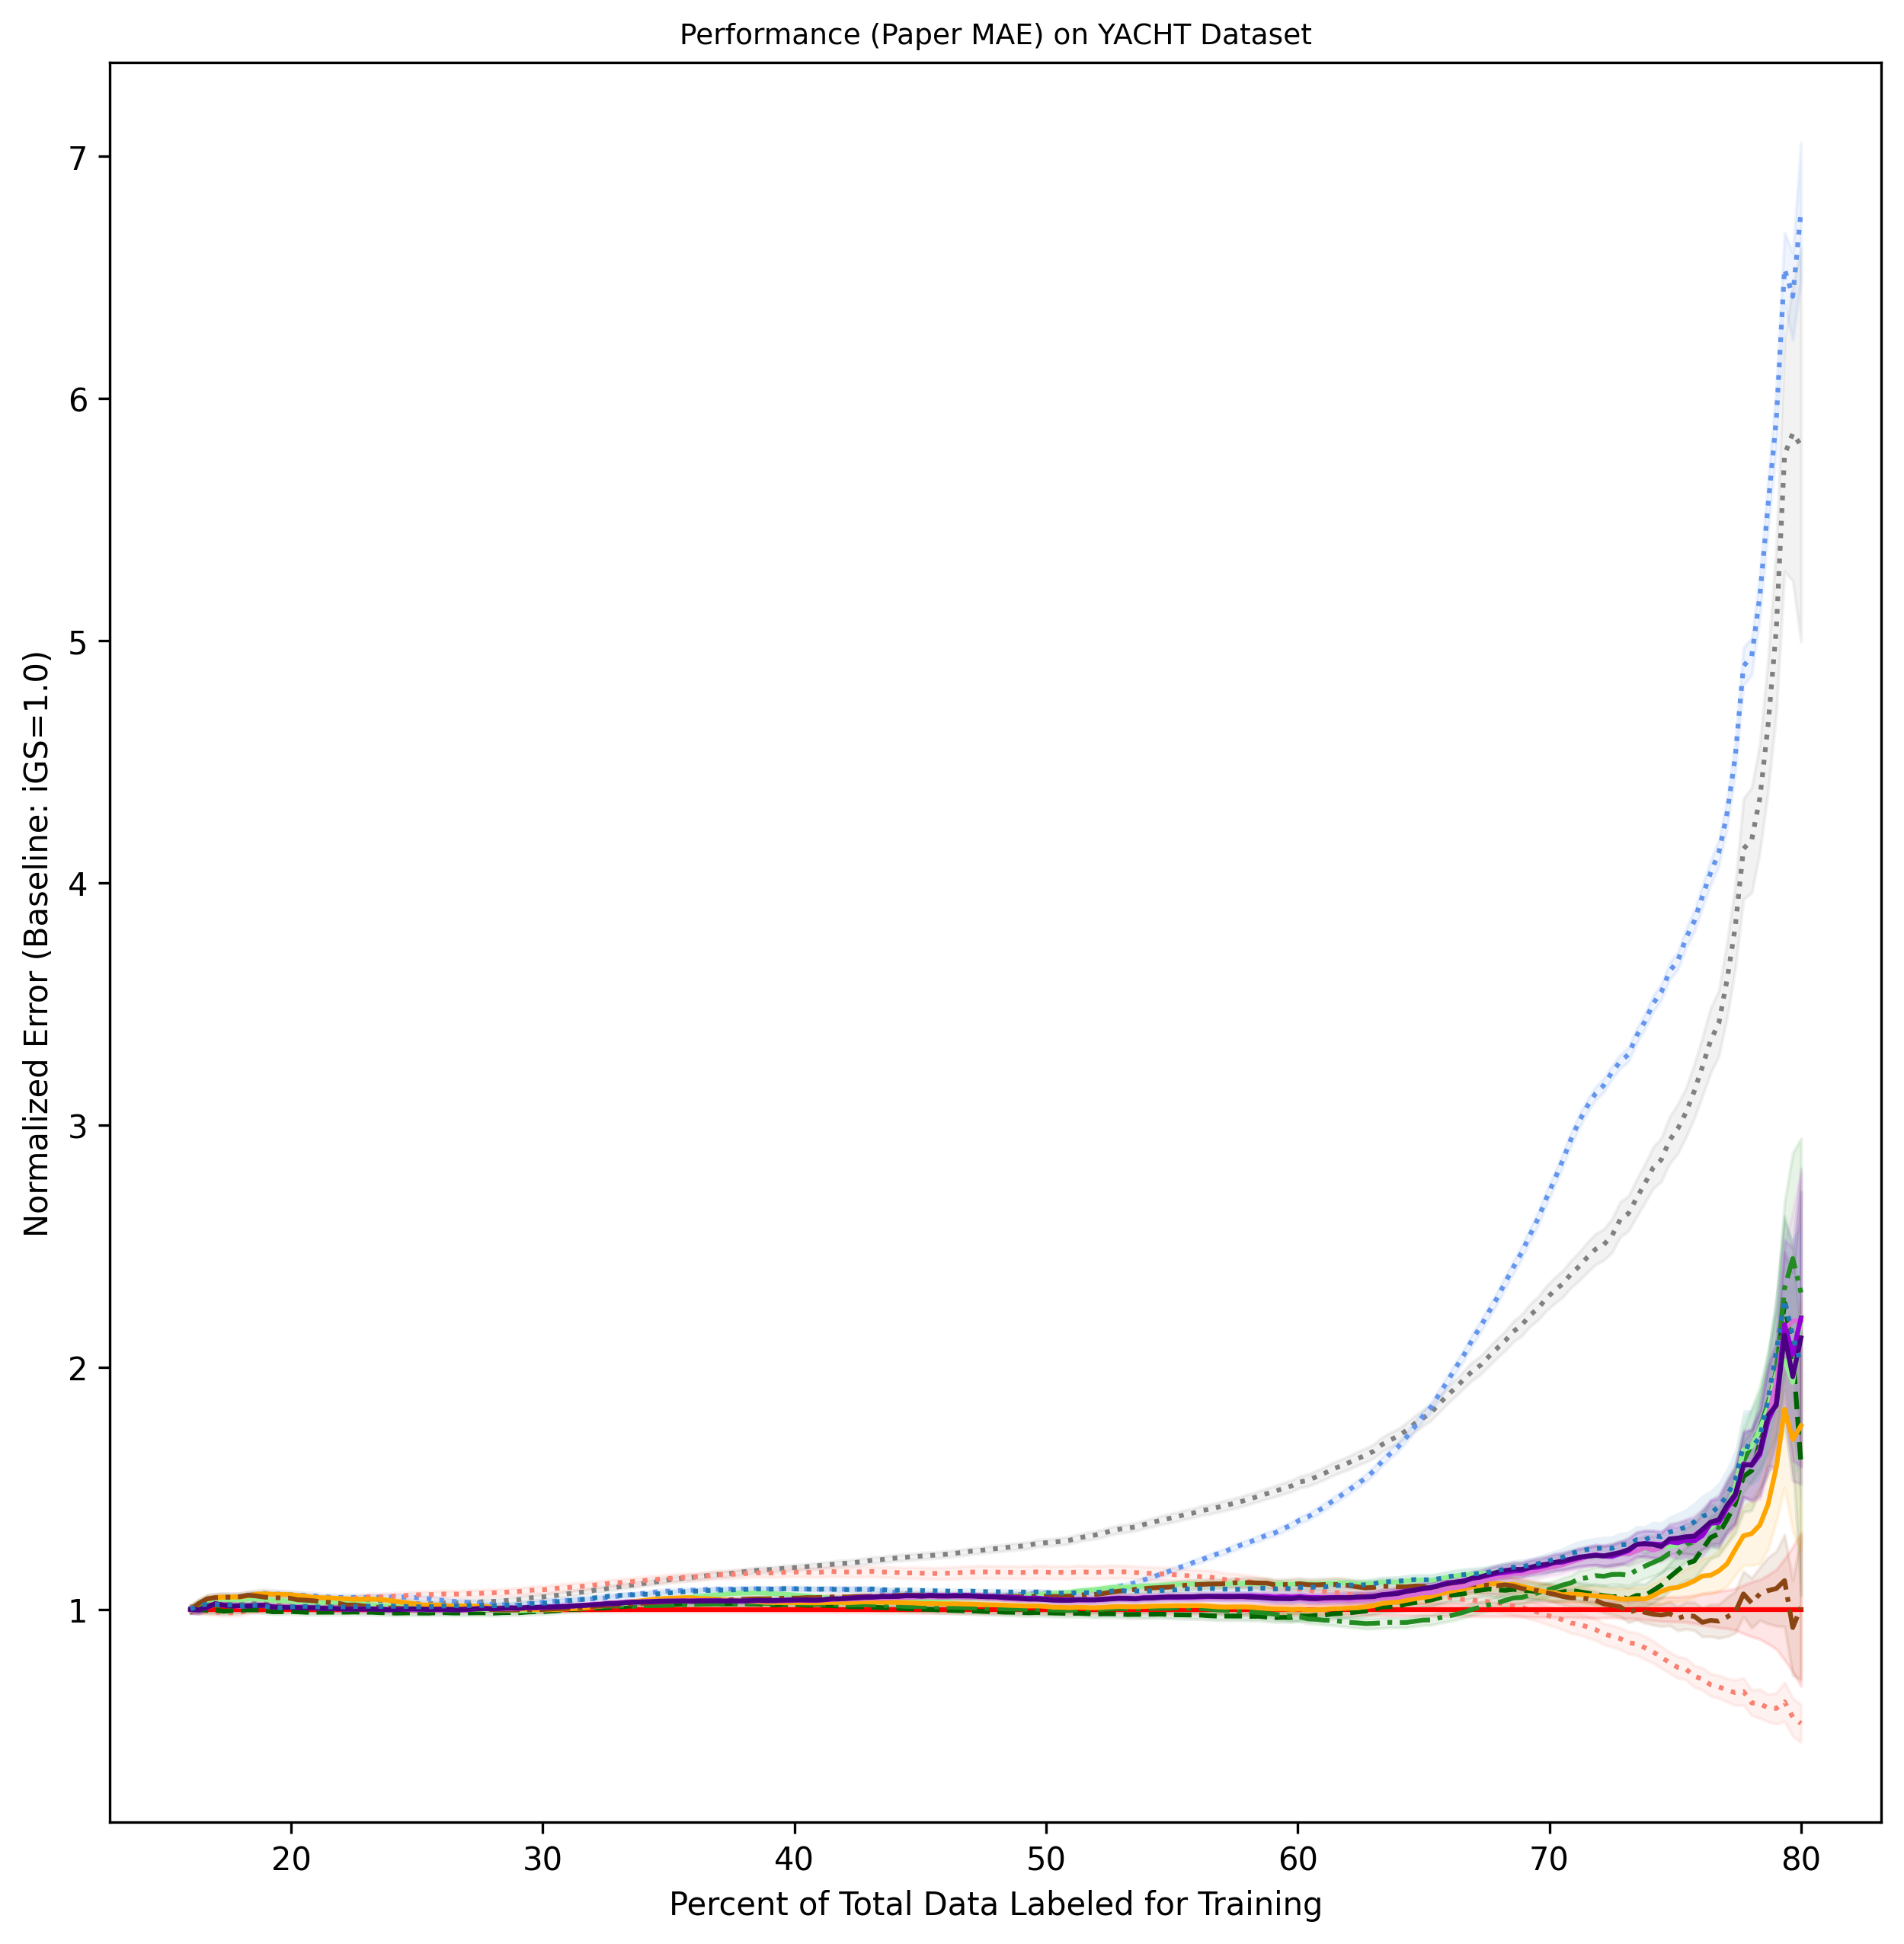 Performance (Paper MAE) on YACHT Dataset
Normalized Error (Baseline: iGS=1.0)
7
6
5
4
3
2
1
20 30 40 50 60 70 80
Percent of Total Data Labeled for Training